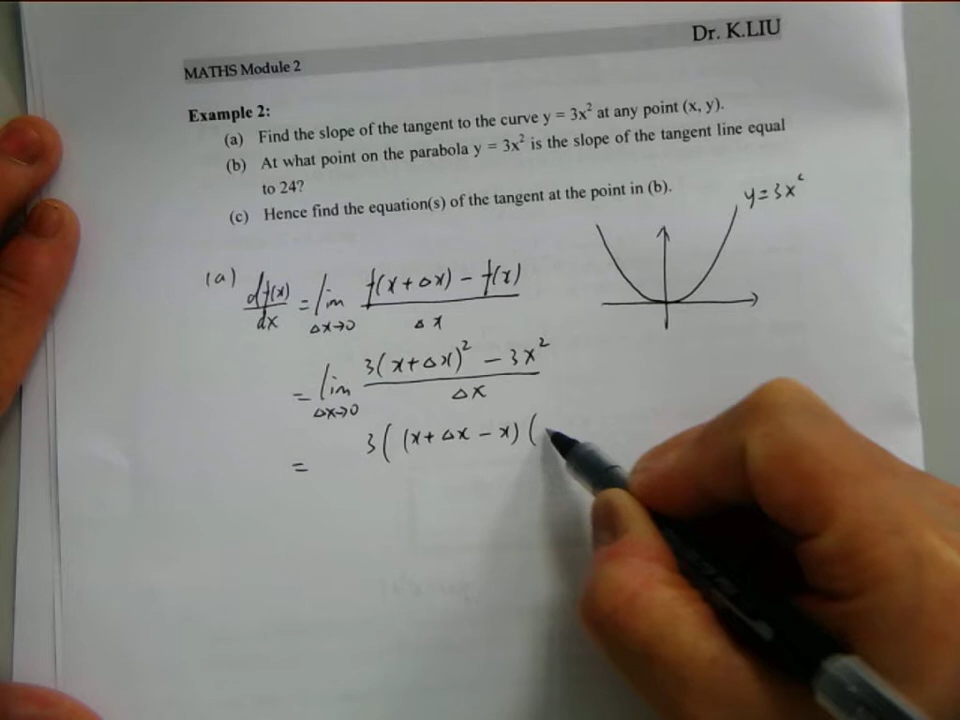 Dr. K.LIU
MATHS Module 2
Example 2:
(a) Find the slope of the tangent to the curve y = 3x² at any point (x, y).
(b) At what point on the parabola y = 3x² is the slope of the tangent line equal
to 24?
(c) Hence find the equation(s) of the tangent at the point in (b).
y=3x²
(a) df(x)/dx = lim Δx→0 (f(x+Δx) − f(x))/Δx
= lim Δx→0 (3(x+Δx)² − 3x²)/Δx
= 3((x+Δx−x)(